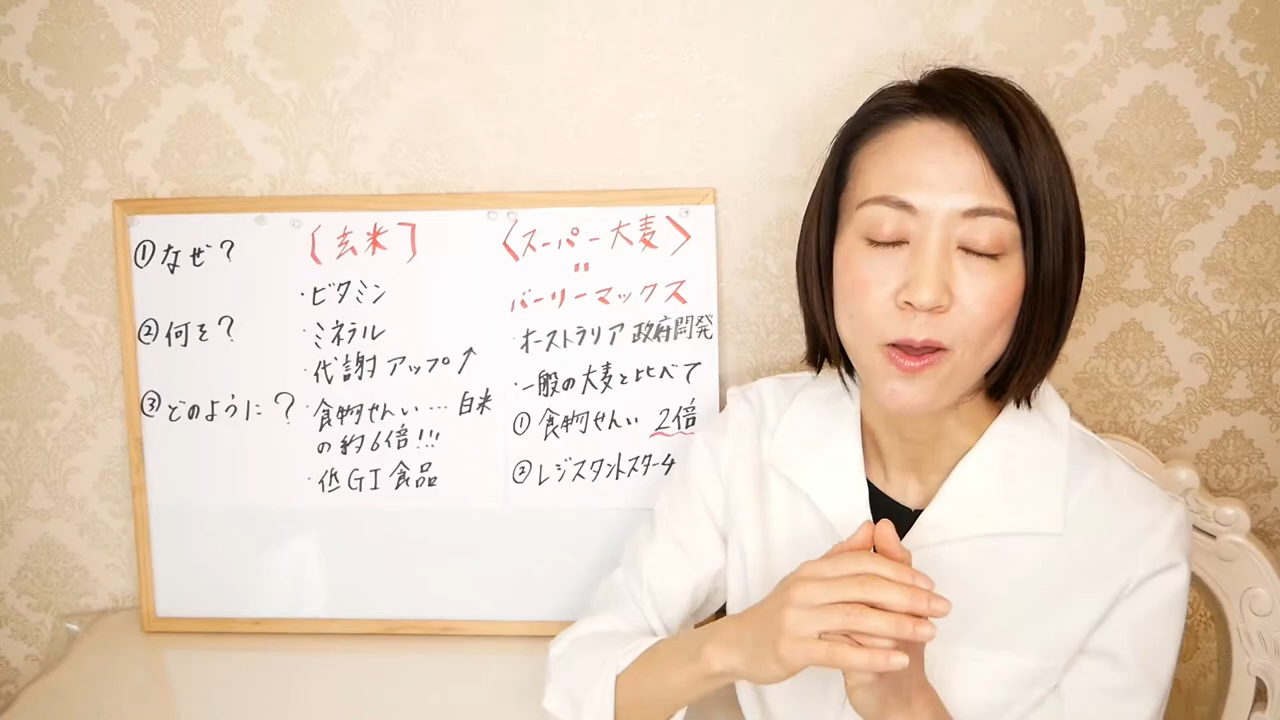 ①なぜ?
②何を?
③どのように?
〔玄米〕
・ビタミン
・ミネラル
・代謝アップ↑
・食物せんい…白米
の約6倍!!!
・低GI食品
〈スーパー大麦〉
=
バーリーマックス
・オーストラリア政府開発
・一般の大麦と比べて
①食物せんい 2倍
②レジスタントスターチ